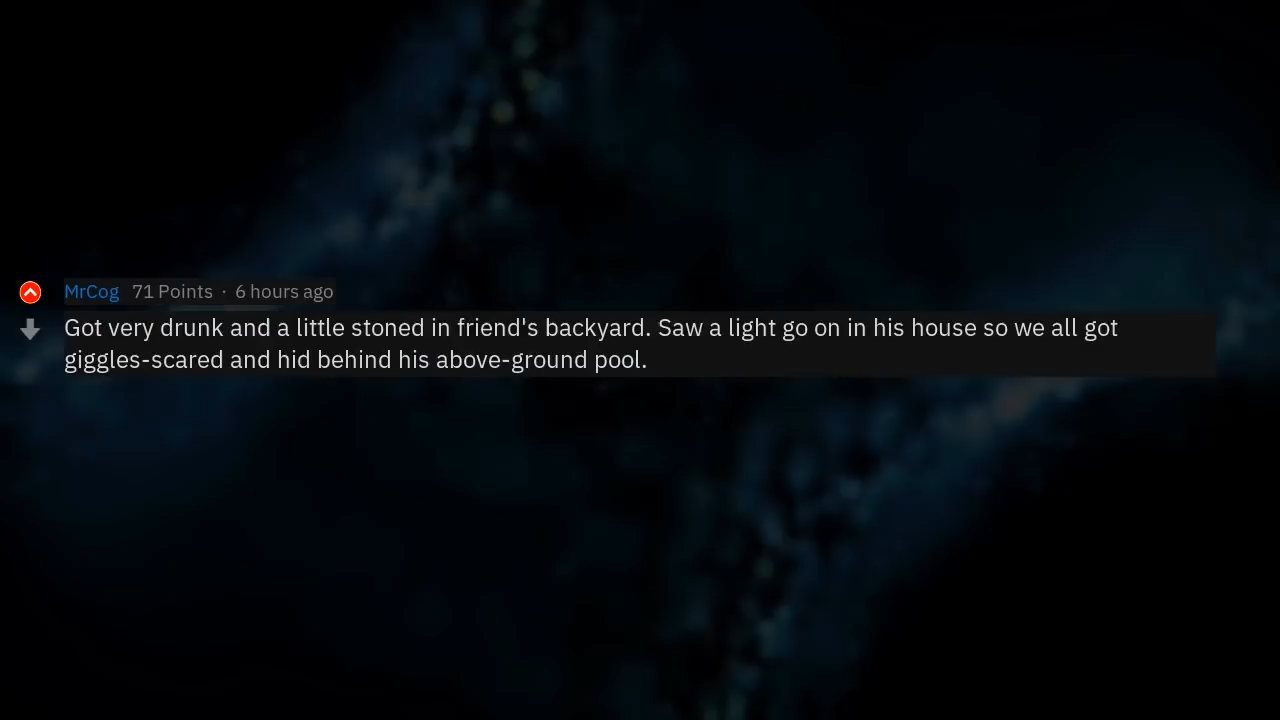 MrCog 71 Points · 6 hours ago
Got very drunk and a little stoned in friend's backyard. Saw a light go on in his house so we all got
giggles-scared and hid behind his above-ground pool.